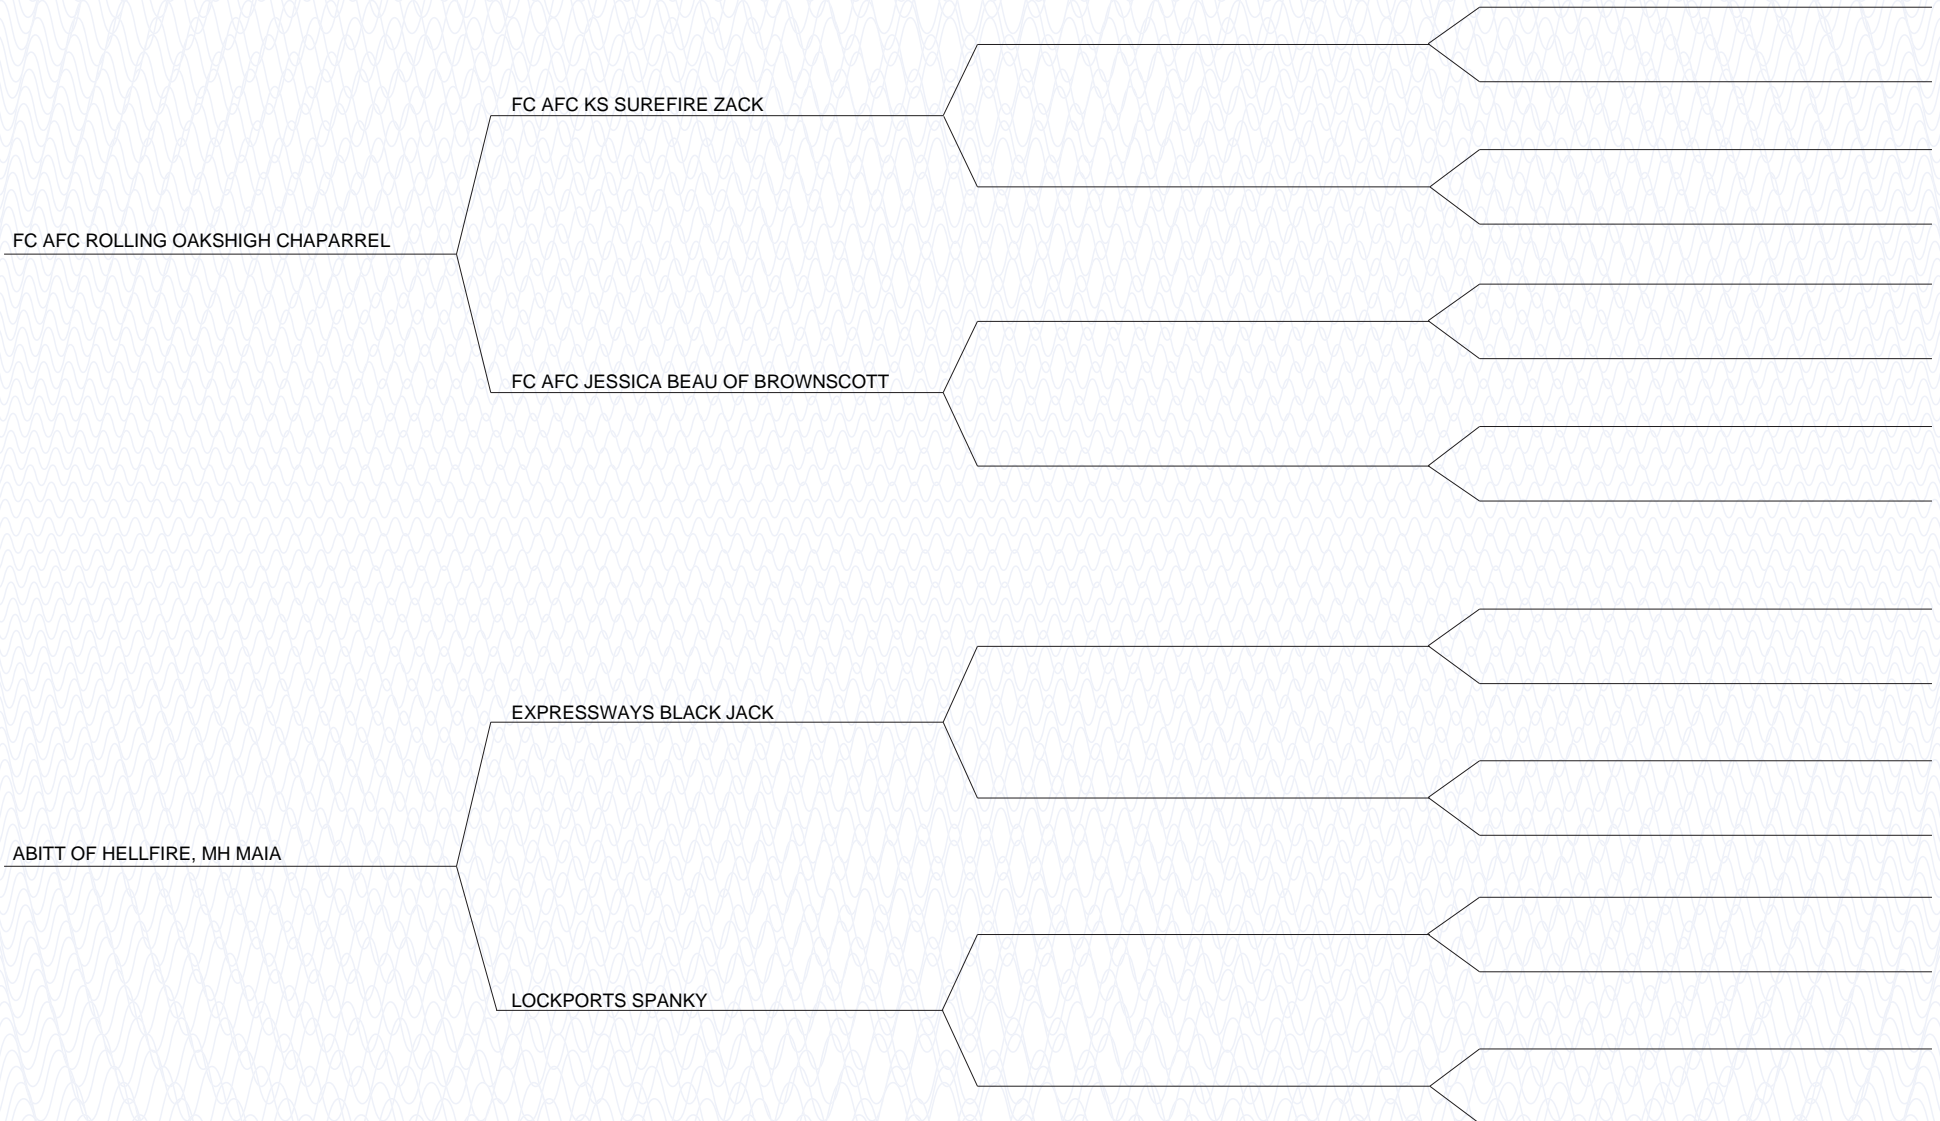 FC AFC KS SUREFIRE ZACK
FC AFC ROLLING OAKSHIGH CHAPARREL
FC AFC JESSICA BEAU OF BROWNSCOTT
EXPRESSWAYS BLACK JACK
ABITT OF HELLFIRE, MH MAIA
LOCKPORTS SPANKY